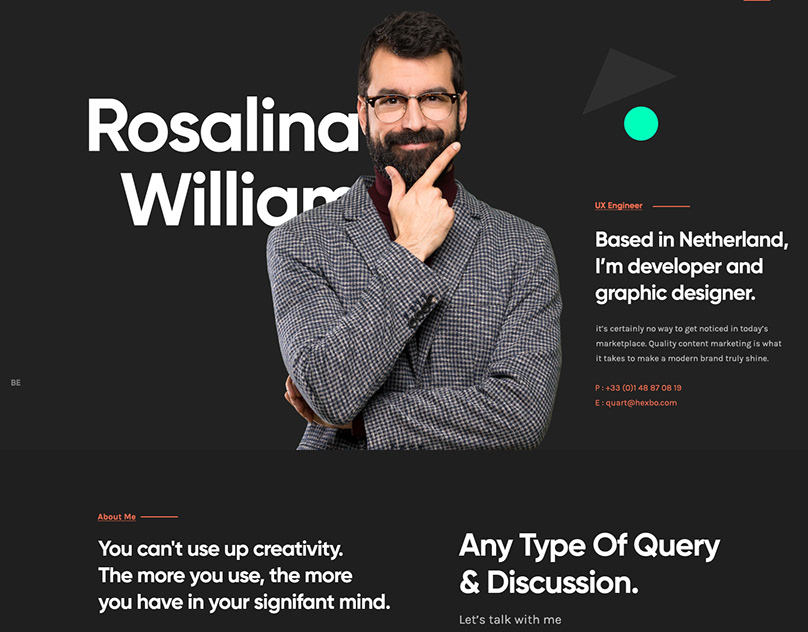 Rosalina
William
UX Engineer
Based in Netherland,
I'm developer and
graphic designer.
it's certainly no way to get noticed in today's
marketplace. Quality content marketing is what
it takes to make a modern brand truly shine.
P : +33 (0)1 48 87 08 19
E : quart@hexbo.com
BE
About Me
You can't use up creativity.
The more you use, the more
you have in your signifant mind.
Any Type Of Query
& Discussion.
Let's talk with me